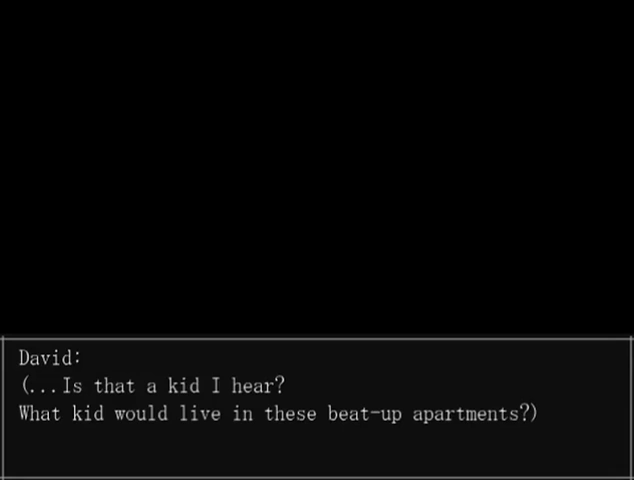 David:
(...Is that a kid I hear?
What kid would live in these beat-up apartments?)